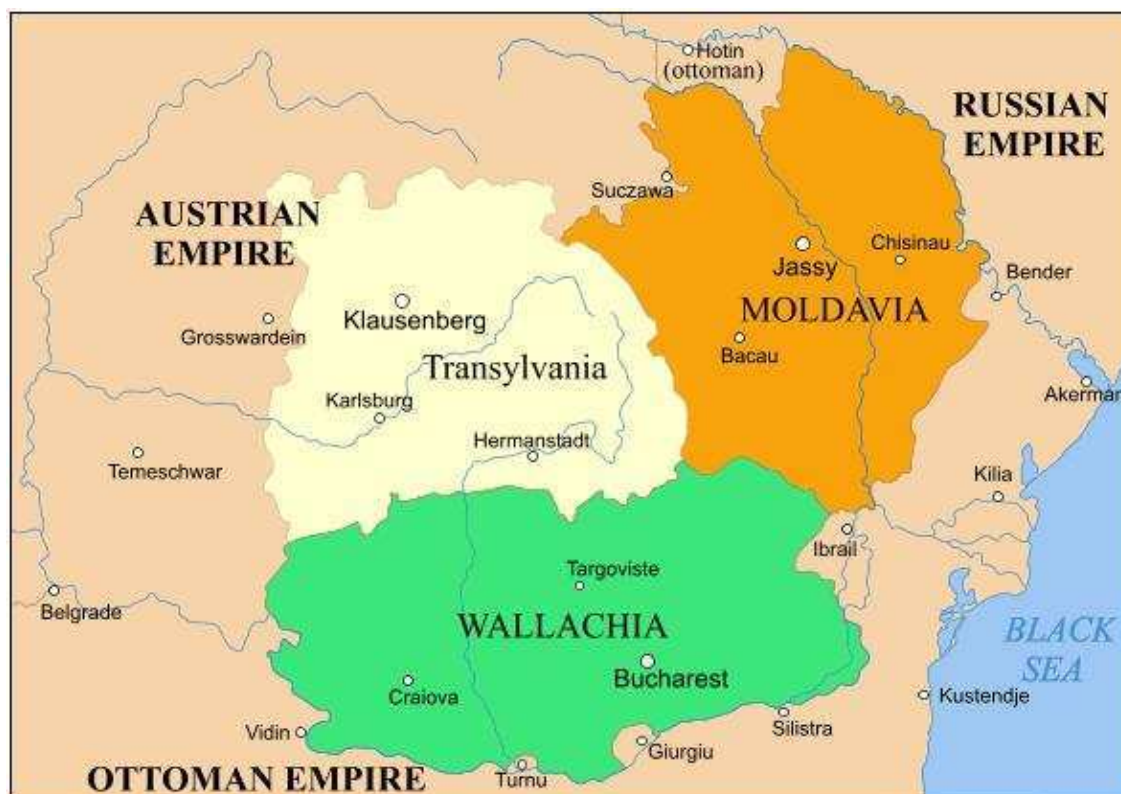 Hotin
(ottoman)
RUSSIAN
EMPIRE
Suczawa
AUSTRIAN
EMPIRE
Jassy
Chisinau
Bender
Klausenberg
MOLDAVIA
Grosswardein
Bacau
Transylvania
Akerman
Karlsburg
Hermanstadt
Temeschwar
Kilia
Ibrail
Targoviste
Belgrade
WALLACHIA
BLACK
SEA
Bucharest
Craiova
Kustendje
Silistra
Vidin
Giurgiu
OTTOMAN EMPIRE
Turnu